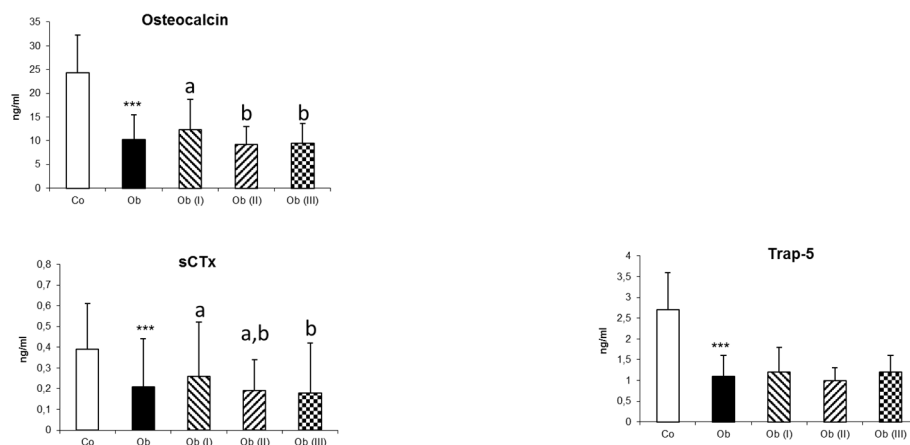 Osteocalcin
35
30
25
20
15
10
5
0
ng/ml
***
a
b
b
Co Ob Ob (I) Ob (II) Ob (III)
sCTx
0,8
0,7
0,6
0,5
0,4
0,3
0,2
0,1
0
ng/ml
***
a
a,b
b
Co Ob Ob (I) Ob (II) Ob (III)
Trap-5
4
3,5
3
2,5
2
1,5
1
0,5
0
ng/ml
***
Co Ob Ob (I) Ob (II) Ob (III)